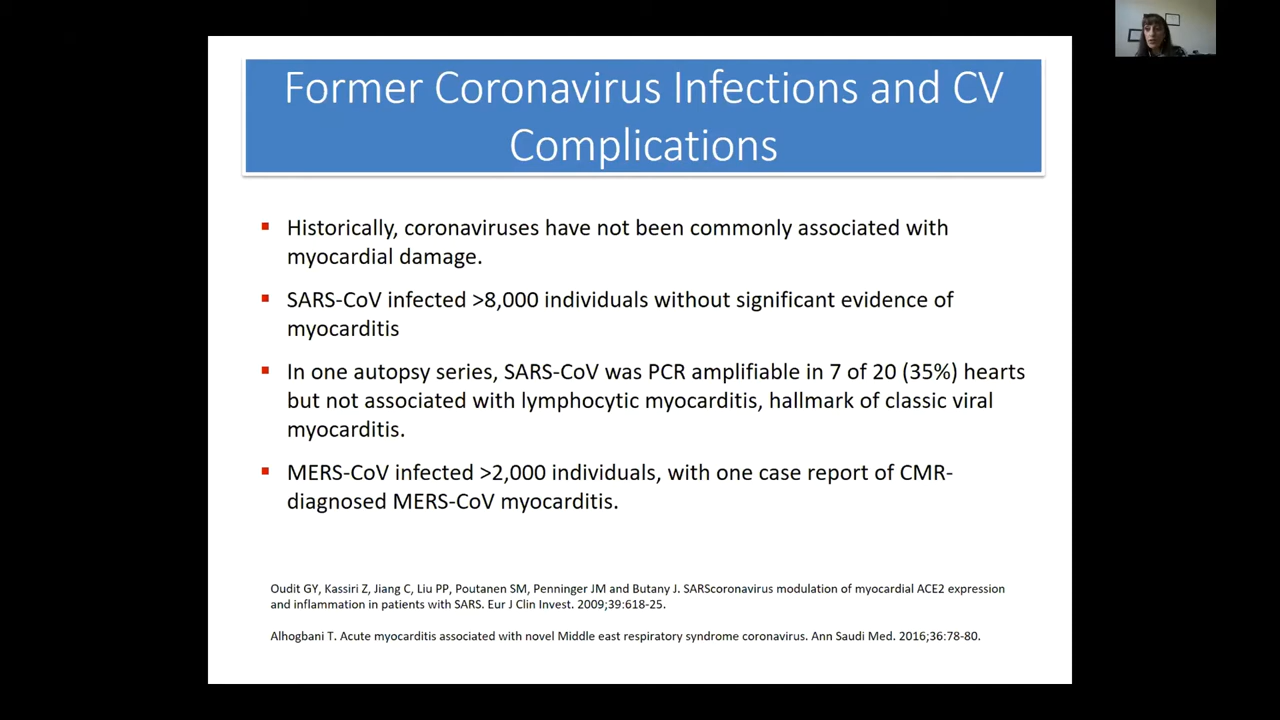 Former Coronavirus Infections and CV
Complications
Historically, coronaviruses have not been commonly associated with
myocardial damage.
SARS-CoV infected >8,000 individuals without significant evidence of
myocarditis
In one autopsy series, SARS-CoV was PCR amplifiable in 7 of 20 (35%) hearts
but not associated with lymphocytic myocarditis, hallmark of classic viral
myocarditis.
MERS-CoV infected >2,000 individuals, with one case report of CMR-
diagnosed MERS-CoV myocarditis.
Oudit GY, Kassiri Z, Jiang C, Liu PP, Poutanen SM, Penninger JM and Butany J. SARScoronavirus modulation of myocardial ACE2 expression
and inflammation in patients with SARS. Eur J Clin Invest. 2009;39:618-25.
Alhogbani T. Acute myocarditis associated with novel Middle east respiratory syndrome coronavirus. Ann Saudi Med. 2016;36:78-80.